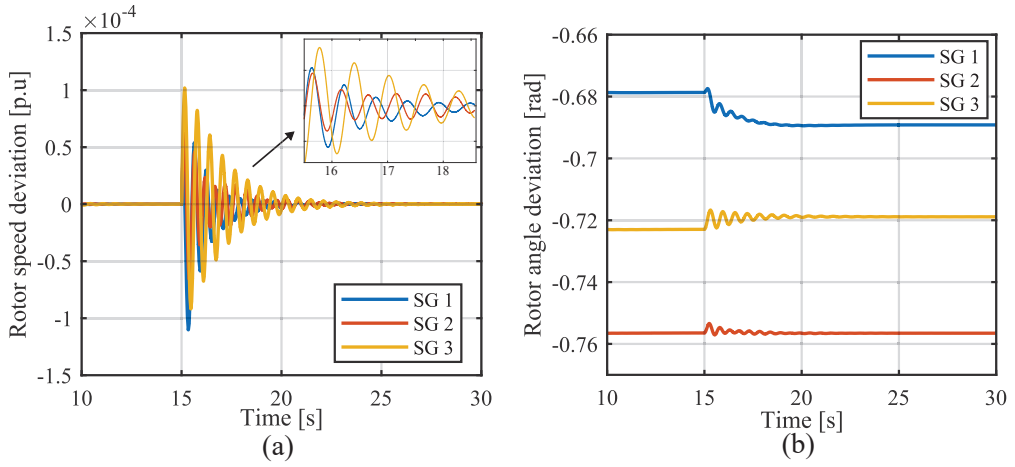 ×10⁻⁴
1.5
1
0.5
0
-0.5
-1
-1.5
10 15 20 25 30
Rotor speed deviation [p.u]
Time [s]
16 17 18
SG 1
SG 2
SG 3
(a)
-0.66
-0.68
-0.7
-0.72
-0.74
-0.76
10 15 20 25 30
Rotor angle deviation [rad]
Time [s]
SG 1
SG 2
SG 3
(b)